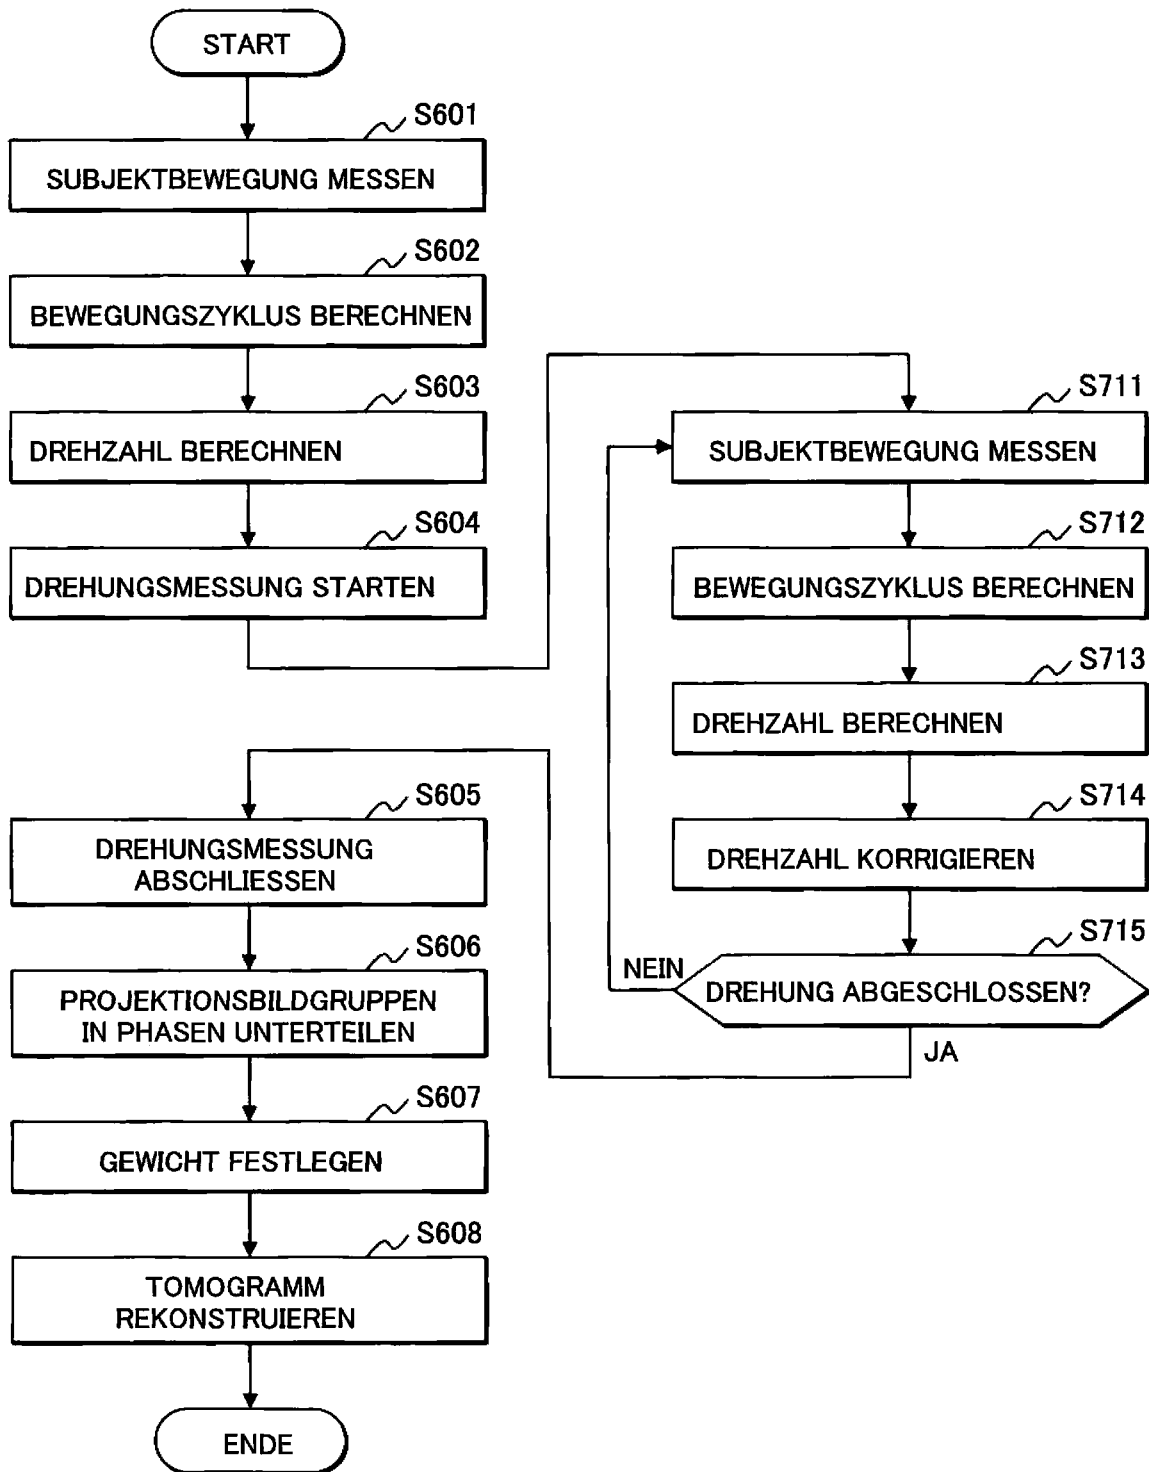 START
S601
SUBJEKTBEWEGUNG MESSEN
S602
BEWEGUNGSZYKLUS BERECHNEN
S603
DREHZAHL BERECHNEN
S604
DREHUNGSMESSUNG STARTEN
S711
SUBJEKTBEWEGUNG MESSEN
S712
BEWEGUNGSZYKLUS BERECHNEN
S713
DREHZAHL BERECHNEN
S714
DREHZAHL KORRIGIEREN
S715
DREHUNG ABGESCHLOSSEN?
NEIN
JA
S605
DREHUNGSMESSUNG
ABSCHLIESSEN
S606
PROJEKTIONSBILDGRUPPEN
IN PHASEN UNTERTEILEN
S607
GEWICHT FESTLEGEN
S608
TOMOGRAMM
REKONSTRUIEREN
ENDE